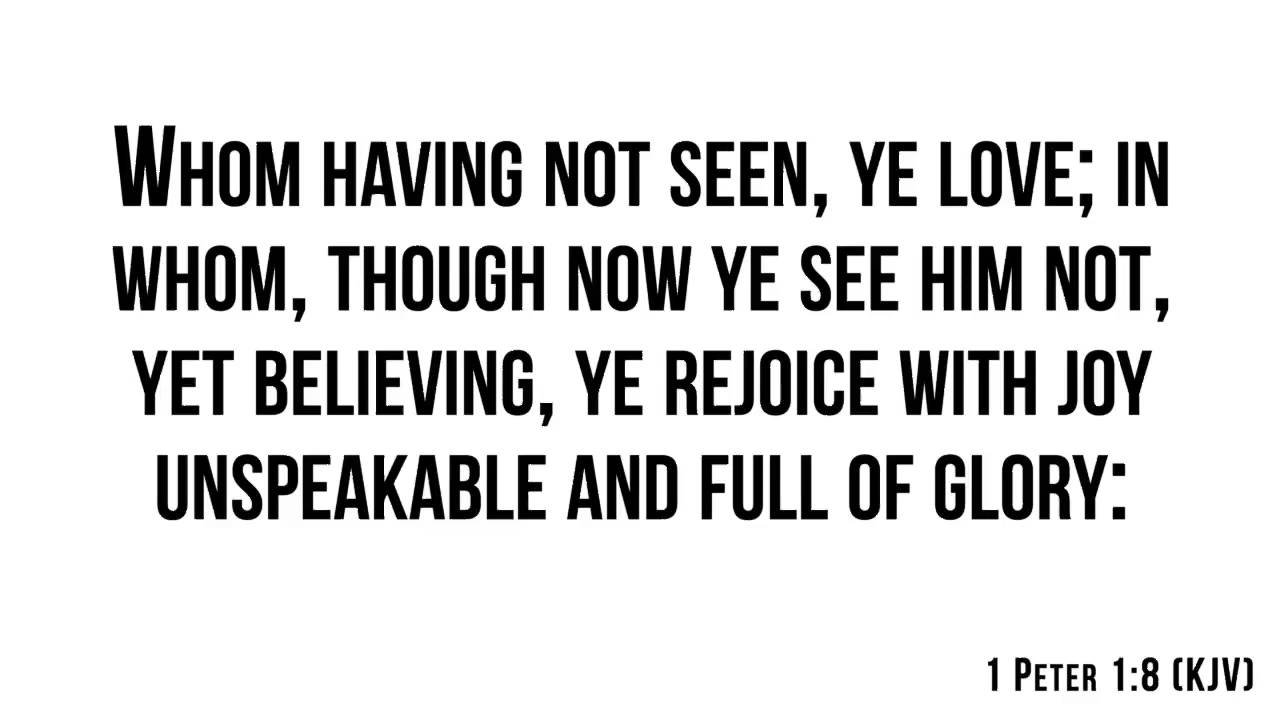 Whom having not seen, ye love; in
whom, though now ye see him not,
yet believing, ye rejoice with joy
unspeakable and full of glory:
1 Peter 1:8 (KJV)